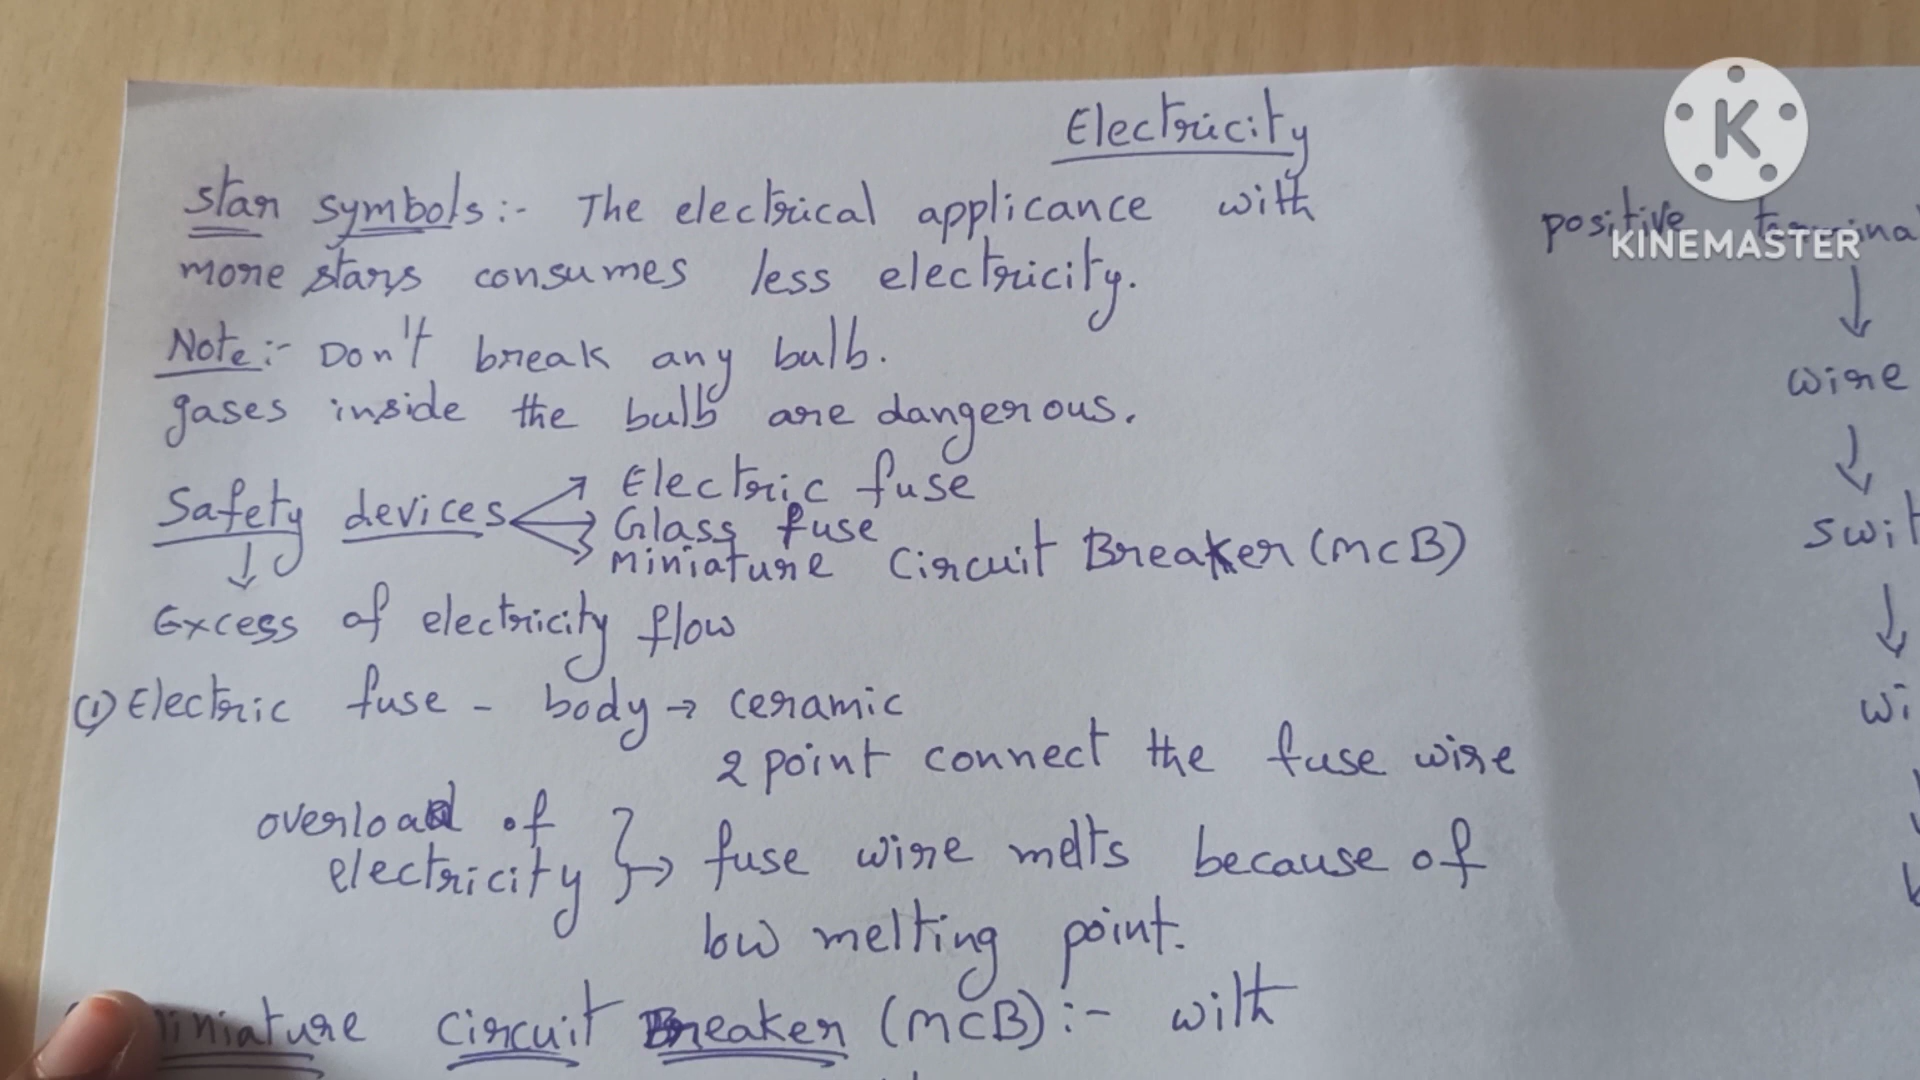 Electricity
Star symbols:- The electrical applicance with
more stars consumes less electricity.
Note:- Don't break any bulb.
gases inside the bulb are dangerous.
Safety devices → Electric fuse
→ Glass fuse
→ miniature Circuit Breaker (MCB)
↓
Excess of electricity flow
(1) Electric fuse - body → ceramic
2 point connect the fuse wire
overload of
electricity } → fuse wire melts because of
low melting point.
miniature circuit Breaker (MCB):- with
positive
↓
wire
↓
swit
↓
wi
K
KINEMASTER